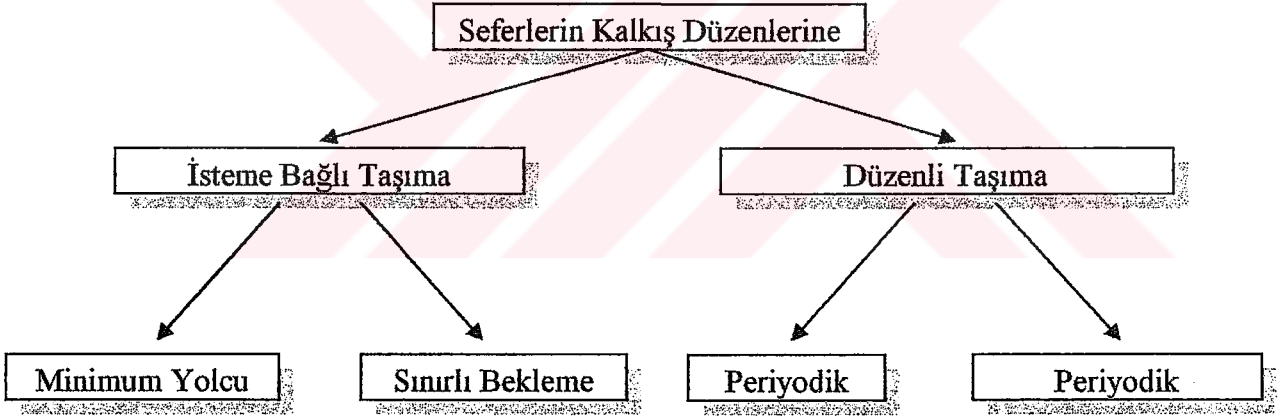 Seferlerin Kalkış Düzenlerine
İsteme Bağlı Taşıma
Düzenli Taşıma
Minimum Yolcu
Sınırlı Bekleme
Periyodik
Periyodik